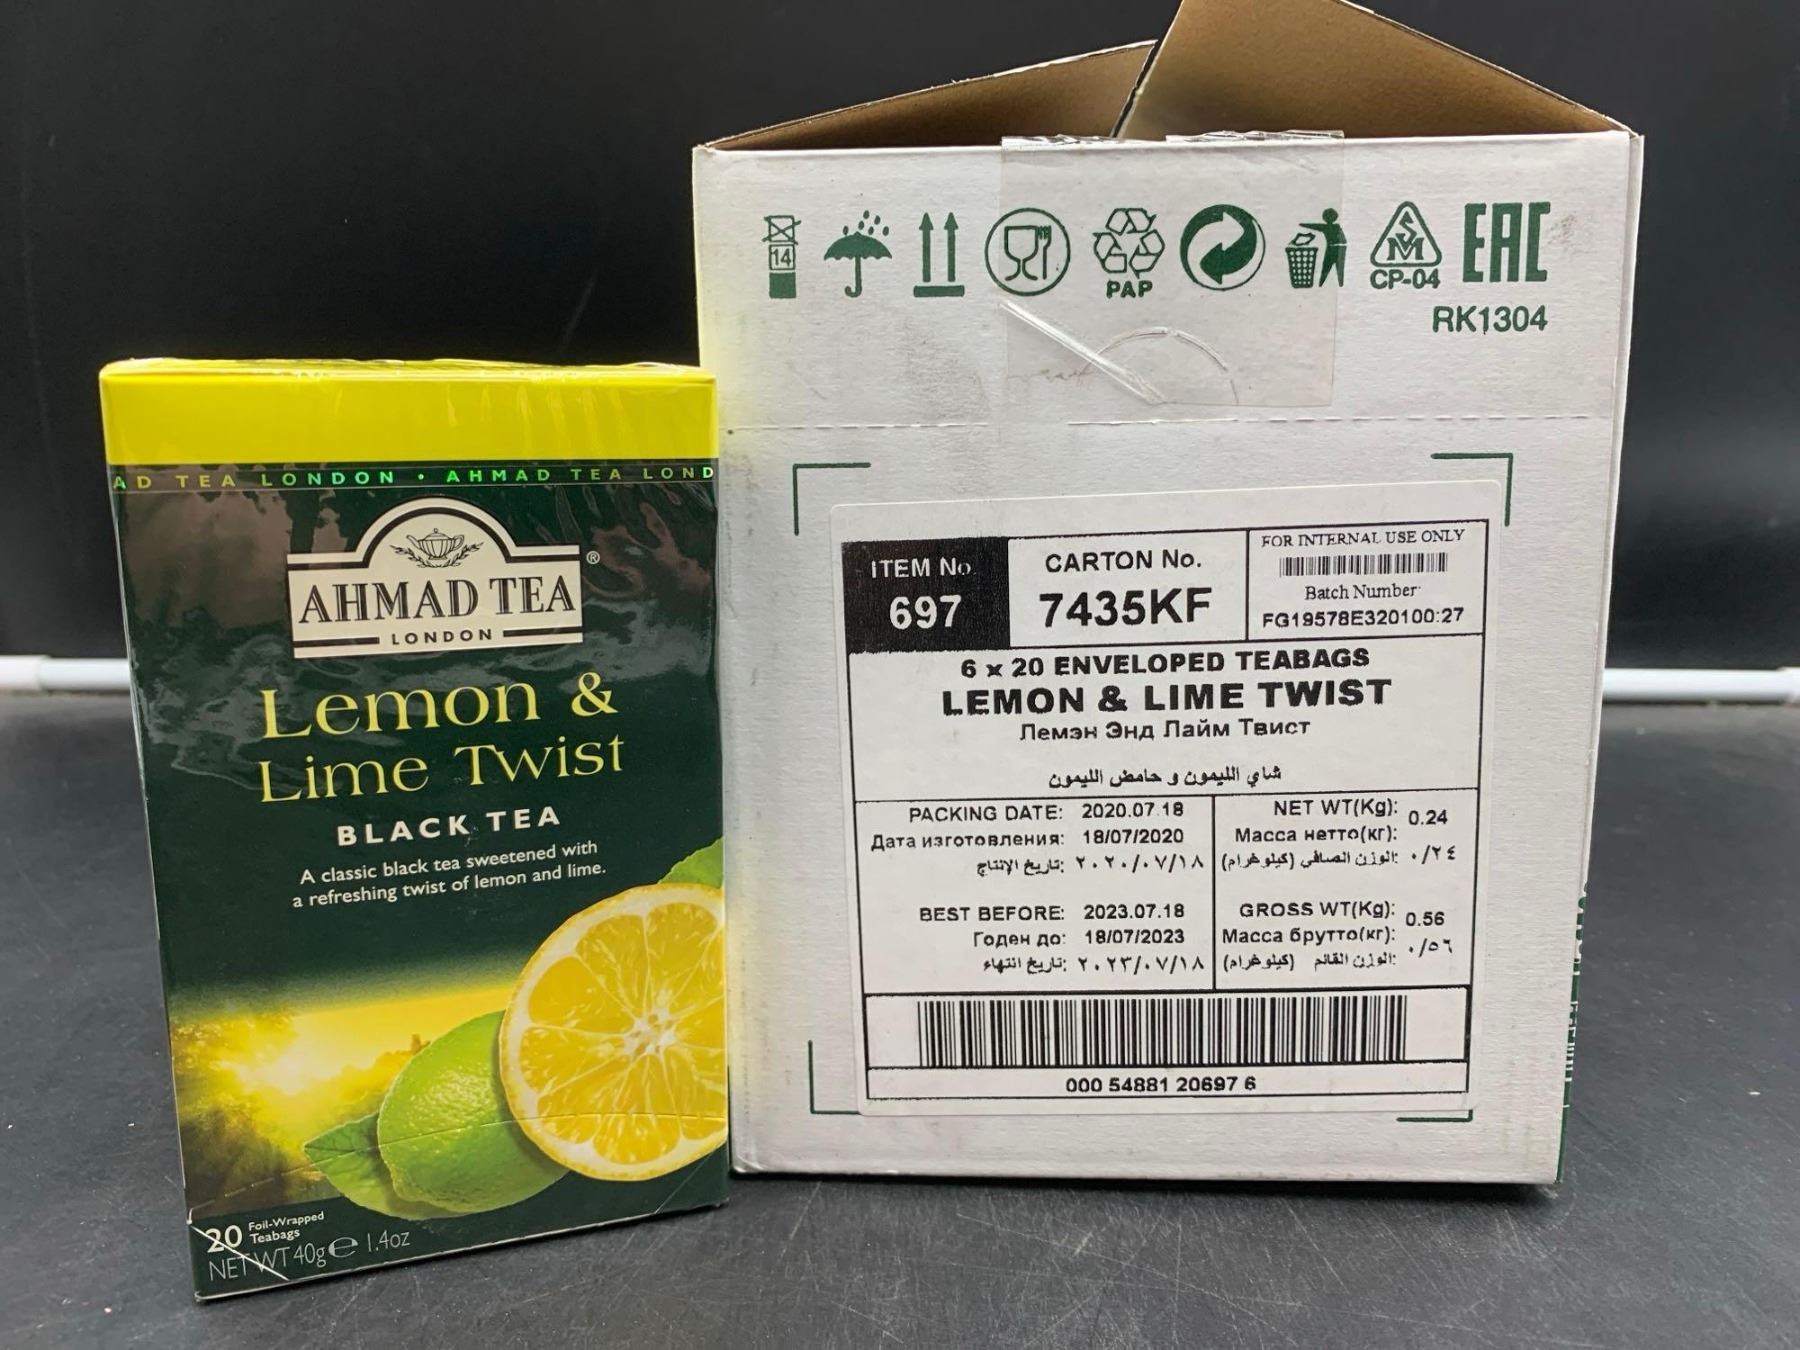 AD TEA LONDON • AHMAD TEA LOND
AHMAD TEA®
LONDON
Lemon &
Lime Twist
BLACK TEA
A classic black tea sweetened with
a refreshing twist of lemon and lime.
20 Foil-Wrapped
Teabags
NET WT 40g e 1.4oz
14
PAP
CP-04
EAC
RK1304
ITEM No
697
CARTON No.
7435KF
FOR INTERNAL USE ONLY
Batch Number
FG19578E320100:27
6 x 20 ENVELOPED TEABAGS
LEMON & LIME TWIST
Лемэн Энд Лайм Твист
شاي الليمون و حامض الليمون
PACKING DATE: 2020.07.18
Дата изготовления: 18/07/2020
تاريخ الإنتاج: ٢٠٢٠/٠٧/١٨
BEST BEFORE: 2023.07.18
Годен до: 18/07/2023
تاريخ انتهاء: ٢٠٢٣/٠٧/١٨
NET WT(Kg): 0.24
Масса нетто(кг):
الوزن الصافي (كيلوغرام): ٠/٢٤
GROSS WT(Kg): 0.56
Масса брутто(кг):
الوزن القائم (كيلوغرام): ٠/٥٦
000 54881 20697 6